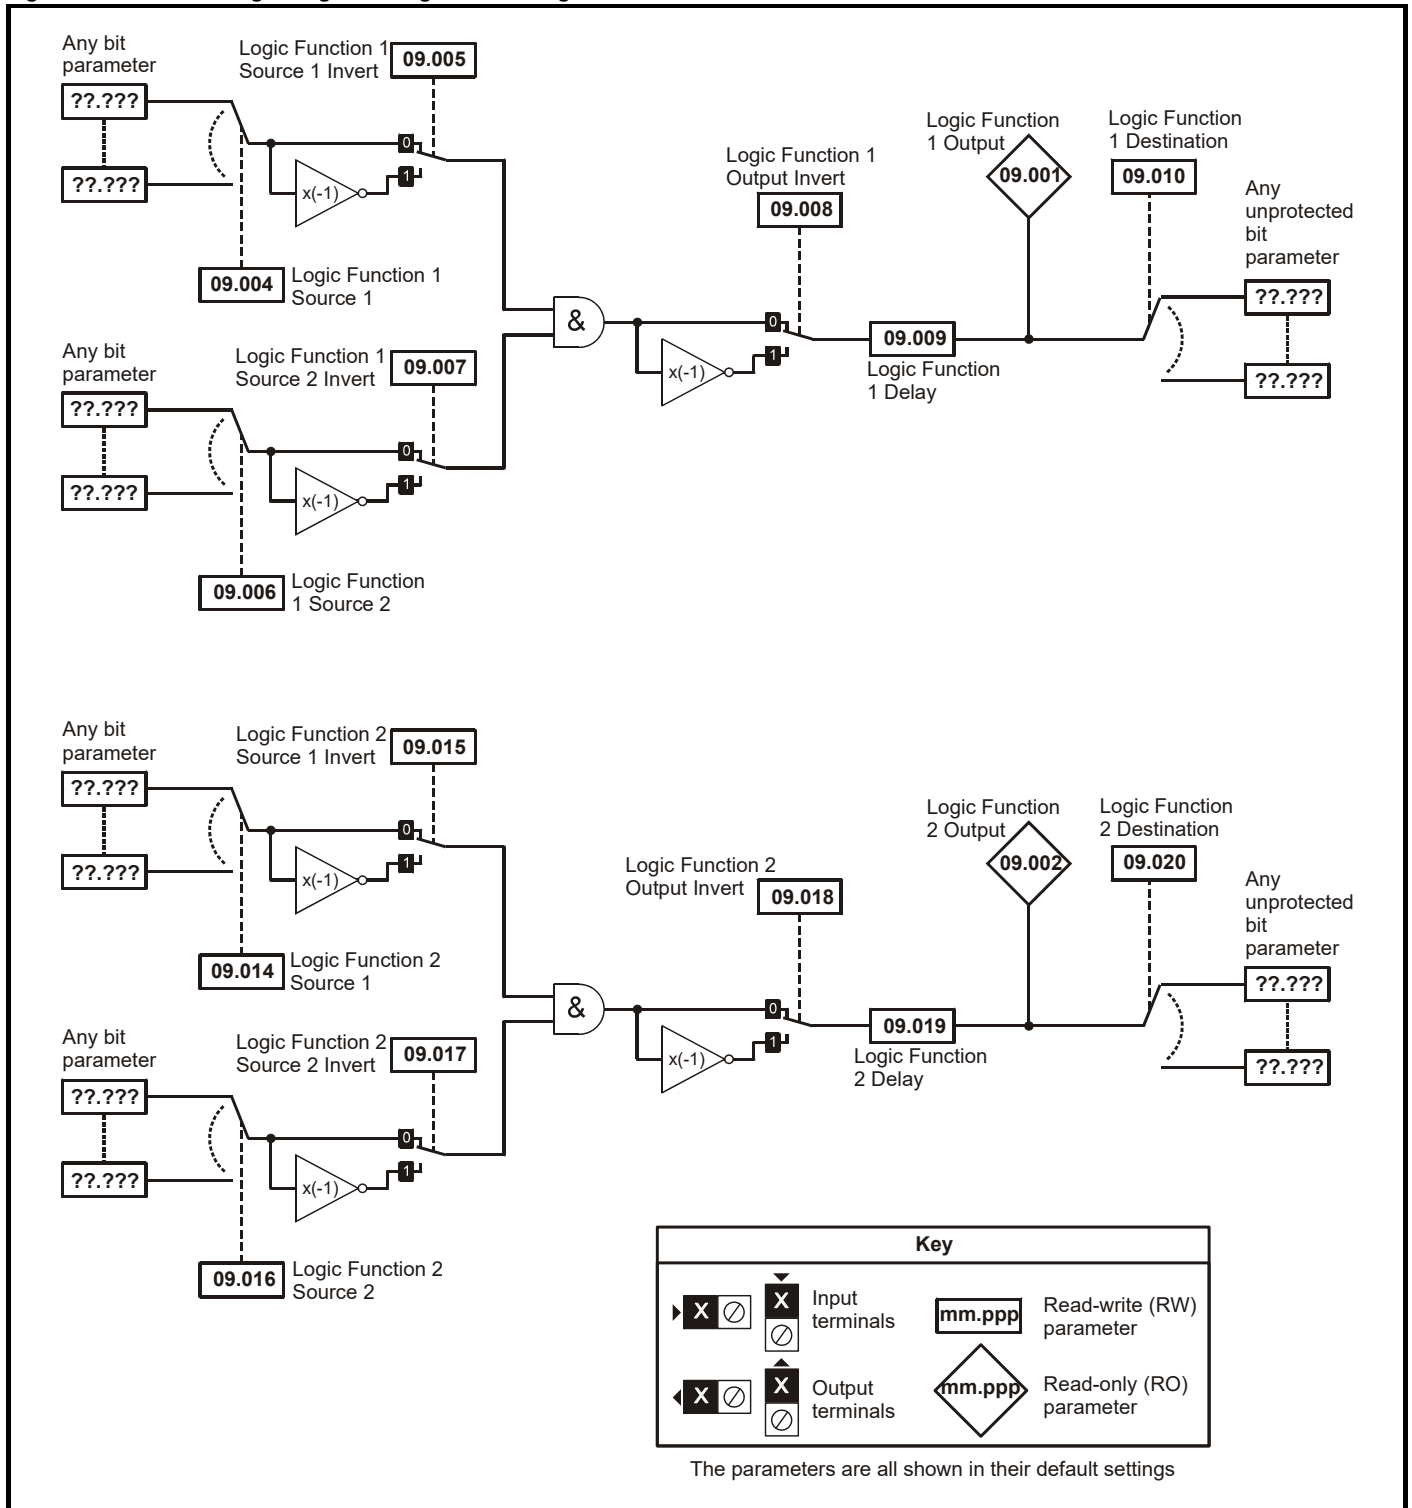 Any bit
parameter
??.???
??.???
Logic Function 1
Source 1 Invert
09.005
0
1
x(-1)
09.004
Logic Function 1
Source 1
Any bit
parameter
??.???
??.???
Logic Function 1
Source 2 Invert
09.007
0
1
x(-1)
09.006
Logic Function
1 Source 2
&
Logic Function 1
Output Invert
09.008
0
1
x(-1)
09.009
Logic Function
1 Delay
Logic Function
1 Output
09.001
Logic Function
1 Destination
09.010
Any
unprotected
bit
parameter
??.???
??.???
Any bit
parameter
??.???
??.???
Logic Function 2
Source 1 Invert
09.015
0
1
x(-1)
09.014
Logic Function 2
Source 1
Any bit
parameter
??.???
??.???
Logic Function 2
Source 2 Invert
09.017
0
1
x(-1)
09.016
Logic Function 2
Source 2
&
Logic Function 2
Output Invert
09.018
0
1
x(-1)
09.019
Logic Function
2 Delay
Logic Function
2 Output
09.002
Logic Function
2 Destination
09.020
Any
unprotected
bit
parameter
??.???
??.???
Key
X
X
Input
terminals
mm.ppp
Read-write (RW)
parameter
X
X
Output
terminals
mm.ppp
Read-only (RO)
parameter
The parameters are all shown in their default settings